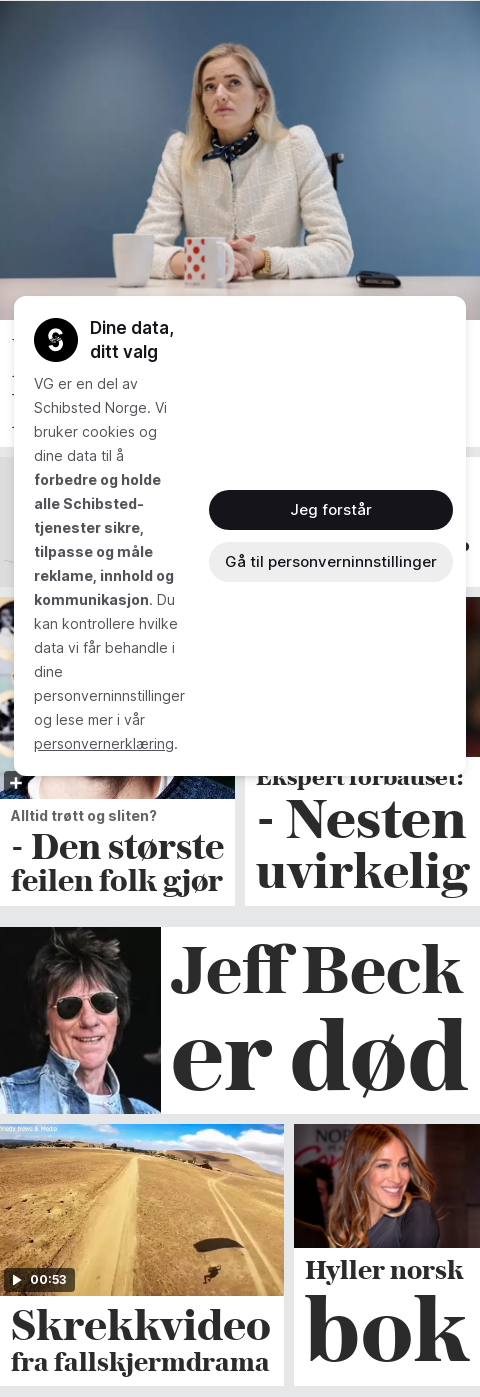 Dine data,
ditt valg
VG er en del av
Schibsted Norge. Vi
bruker cookies og
dine data til å
forbedre og holde
alle Schibsted-
tjenester sikre,
tilpasse og måle
reklame, innhold og
kommunikasjon. Du
kan kontrollere hvilke
data vi får behandle i
dine
personverninnstillinger
og lese mer i vår
personvernerklæring.
Jeg forstår
Gå til personverninnstillinger
Alltid trøtt og sliten?
- Den største
feilen folk gjør
Ekspert forbauset:
- Nesten
uvirkelig
Jeff Beck
er død
00:53
Skrekkvideo
fra fallskjermdrama
Hyller norsk
bok